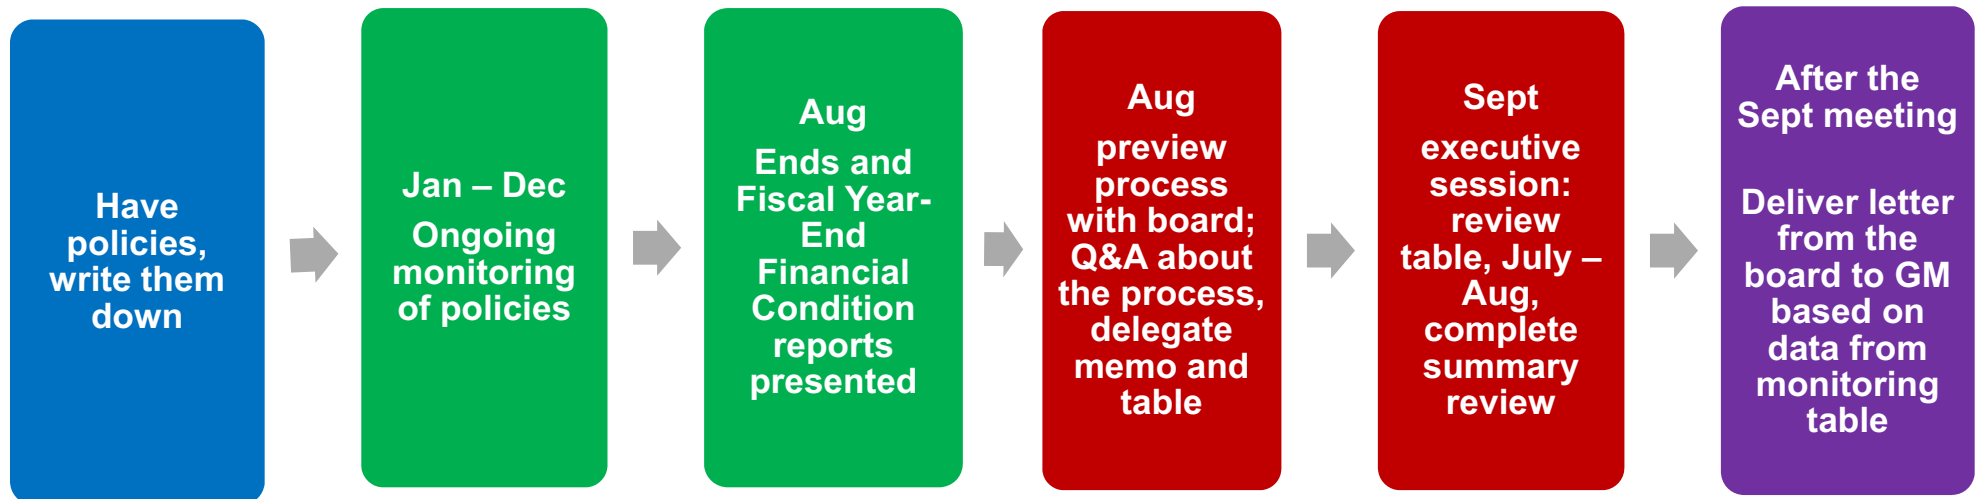 Have
policies,
write them
down
Jan – Dec
Ongoing
monitoring
of policies
Aug
Ends and
Fiscal Year-
End
Financial
Condition
reports
presented
Aug
preview
process
with board;
Q&A about
the process,
delegate
memo and
table
Sept
executive
session:
review
table, July –
Aug,
complete
summary
review
After the
Sept meeting
Deliver letter
from the
board to GM
based on
data from
monitoring
table